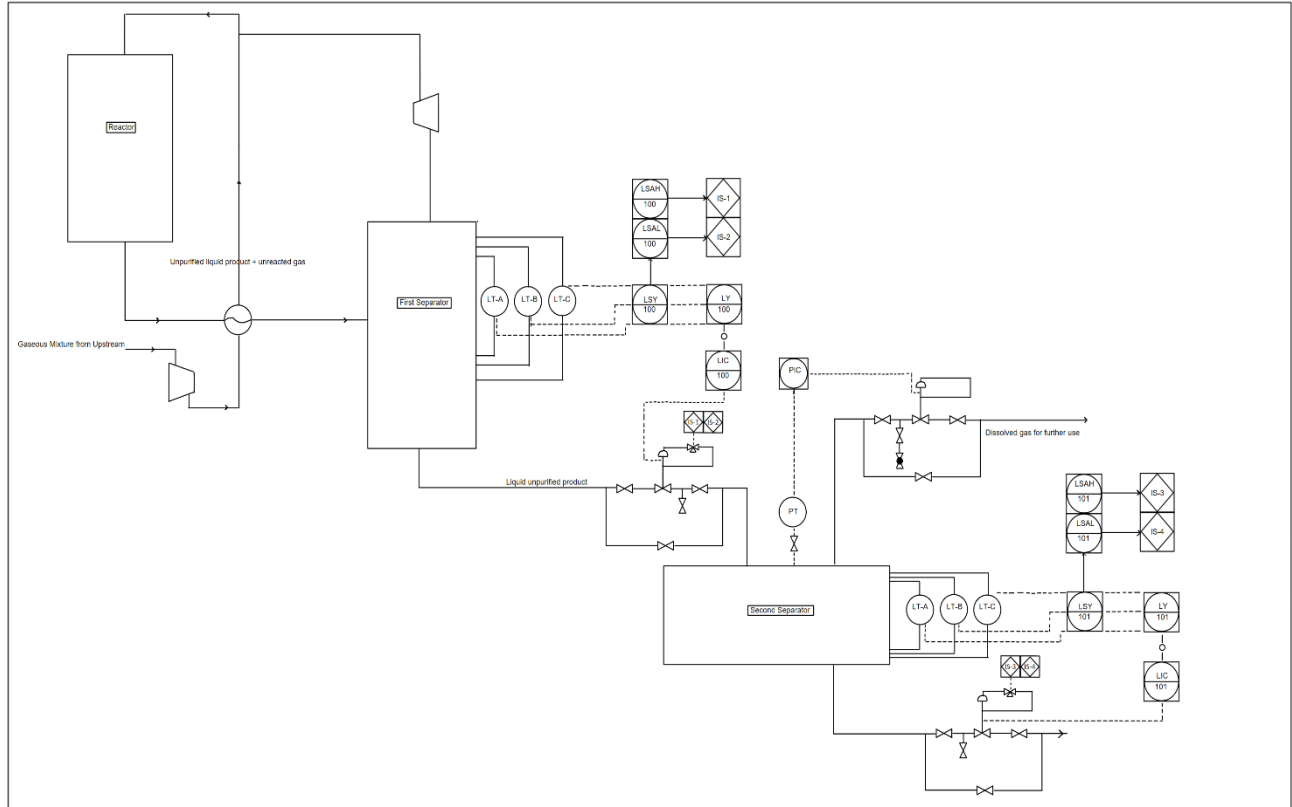 Reactor
Unpurified liquid product + unreacted gas
Gaseous Mixture from Upstream
First Separator
LT-A
LT-B
LT-C
LSAH
100
IS-1
LSAL
100
IS-2
LSY
100
LY
100
LIC
100
IS-1
IS-2
Liquid unpurified product
PIC
PT
Dissolved gas for further use
Second Separator
LT-A
LT-B
LT-C
LSAH
101
IS-3
LSAL
101
IS-4
LSY
101
LY
101
LIC
101
IS-3
IS-4